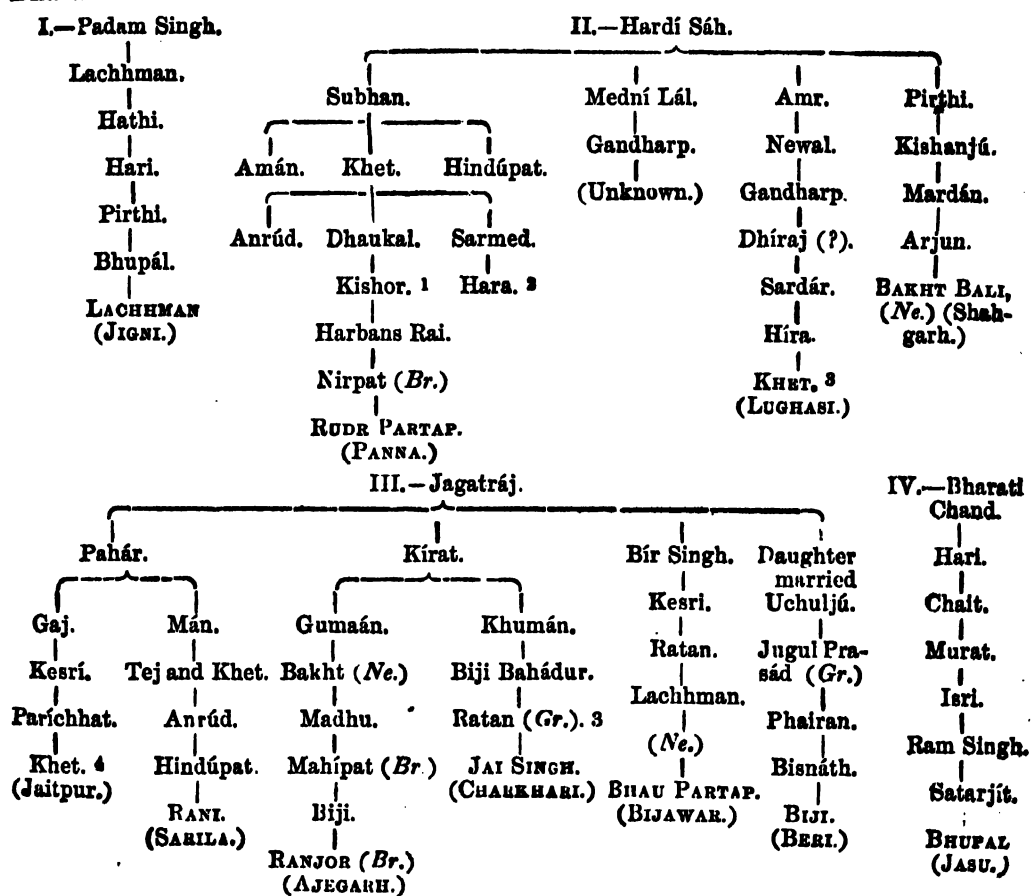 I.—Padam Singh.
Lachhman.
Hathi.
Hari.
Pirthi.
Bhupál.
LACHHMAN
(JIGNI.)
II.—Hardí Sáh.
Subhan.
Amán. Khet. Hindúpat.
Anrúd. Dhaukal. Sarmed.
Kishor. 1 Hara. 2
Harbans Rai.
Nirpat (Br.)
RUDR PARTAP.
(PANNA.)
Mední Lál.
Gandharp.
(Unknown.)
Amr.
Newal.
Gandharp.
Dhíraj (?).
Sardár.
Híra.
KHET. 3
(LUGHASI.)
Pirthi.
Kishanjú.
Mardán.
Arjun.
BAKHT BALI,
(Ne.) (Shah-
garh.)
III.—Jagatráj.
Pahár.
Gaj.
Kesrí.
Paríchhat.
Khet. 4
(Jaitpur.)
Mán.
Tej and Khet.
Anrúd.
Hindúpat.
RANI.
(SARILA.)
Kírat.
Gumaán.
Bakht (Ne.)
Madhu.
Mahípat (Br.)
Biji.
RANJOR (Br.)
(AJEGARH.)
Khumán.
Biji Bahádur.
Ratan (Gr.). 3
JAI SINGH.
(CHARKHARI.)
Bír Singh.
Kesri.
Ratan.
Lachhman.
(Ne.)
BHAU PARTAP.
(BIJAWAR.)
Daughter
married
Uchuljú.
Jugul Pra-
sád (Gr.)
Phairan.
Bisnáth.
BIJI.
(BERI.)
IV.—Bharati
Chand.
Hari.
Chait.
Murat.
Isri.
Ram Singh.
Satarjít.
BHUPAL
(JASU.)